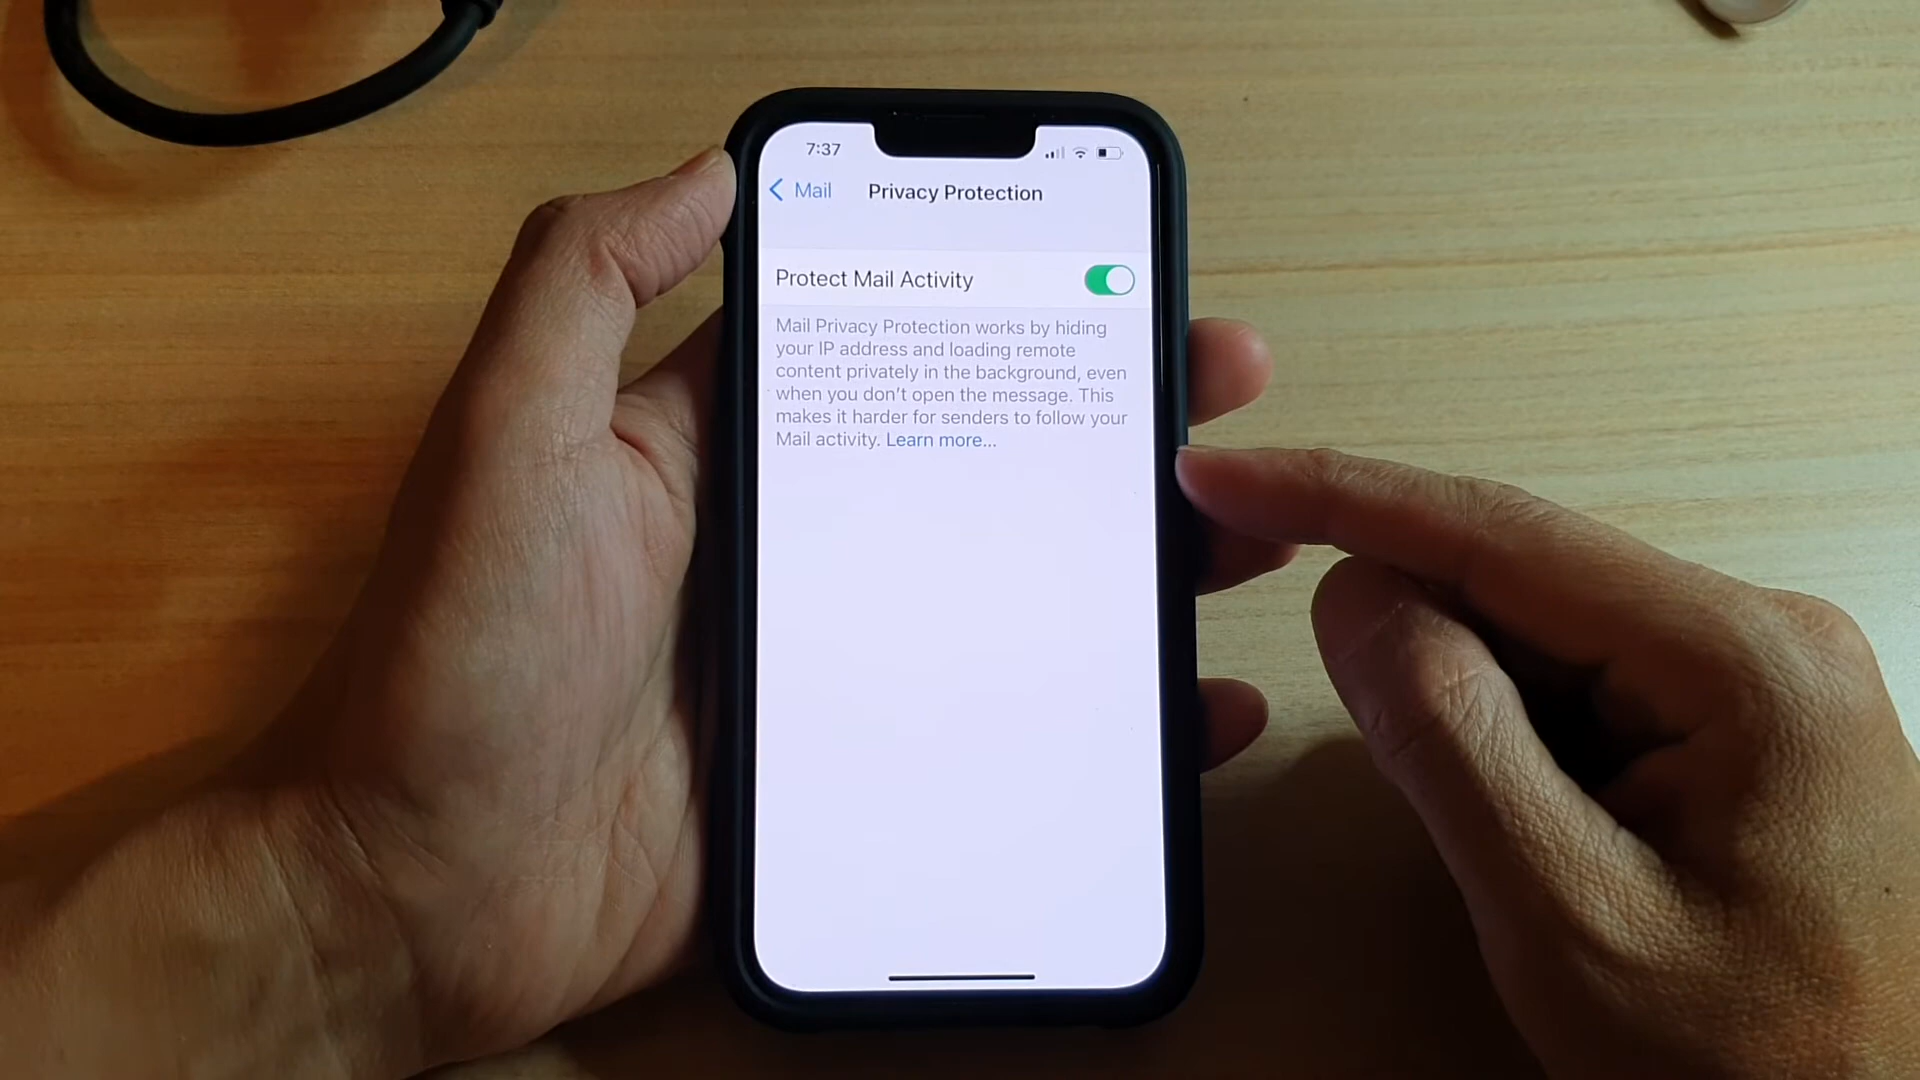 7:37
Mail
Privacy Protection
Protect Mail Activity
Mail Privacy Protection works by hiding
your IP address and loading remote
content privately in the background, even
when you don't open the message. This
makes it harder for senders to follow your
Mail activity. Learn more...